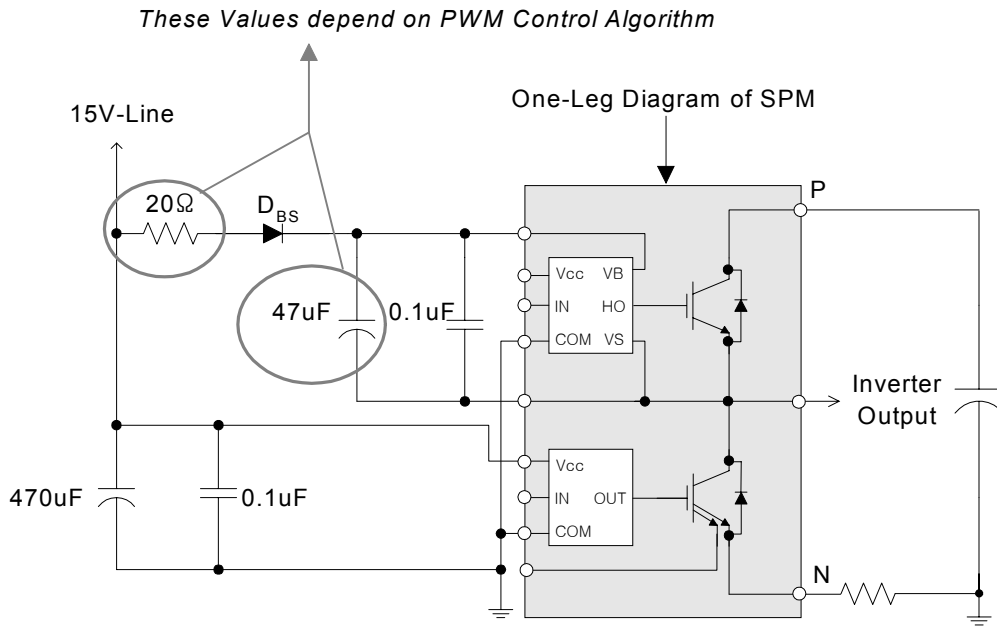 These Values depend on PWM Control Algorithm
One-Leg Diagram of SPM
15V-Line
P
20Ω
DBS
Vcc VB
IN HO
COM VS
47uF
0.1uF
Inverter
Output
Vcc
IN OUT
COM
470uF
0.1uF
N